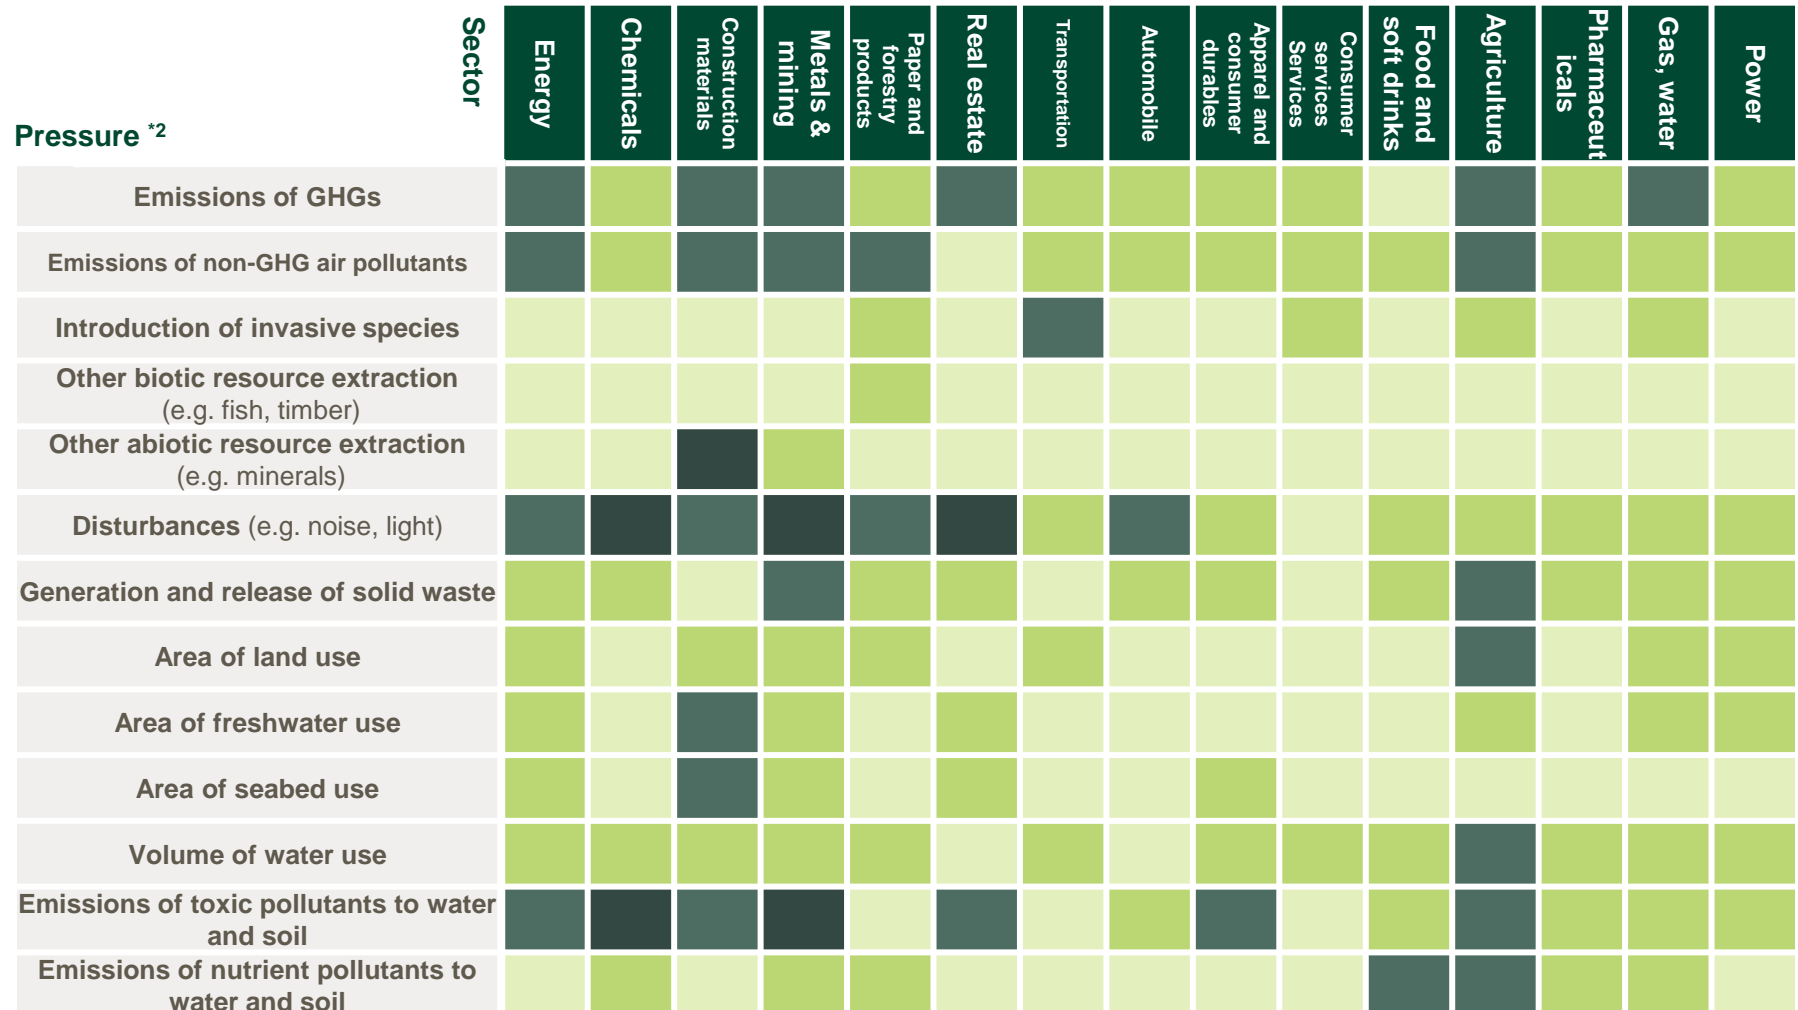 Sector
Energy
Chemicals
Construction
materials
Metals &
mining
Paper and
forestry
products
Real estate
Transportation
Automobile
Apparel and
consumer
durables
Consumer
services
Services
Food and
soft drinks
Agriculture
Pharmaceut
icals
Gas, water
Power
Pressure *2
Emissions of GHGs
Emissions of non-GHG air pollutants
Introduction of invasive species
Other biotic resource extraction
(e.g. fish, timber)
Other abiotic resource extraction
(e.g. minerals)
Disturbances (e.g. noise, light)
Generation and release of solid waste
Area of land use
Area of freshwater use
Area of seabed use
Volume of water use
Emissions of toxic pollutants to water
and soil
Emissions of nutrient pollutants to
water and soil